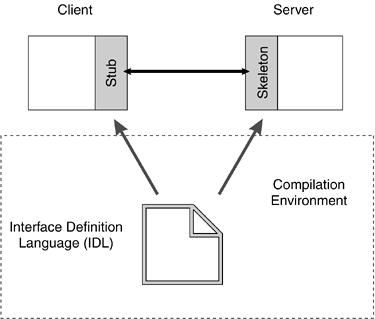 Client
Server
Stub
Skeleton
Compilation
Environment
Interface Definition
Language (IDL)